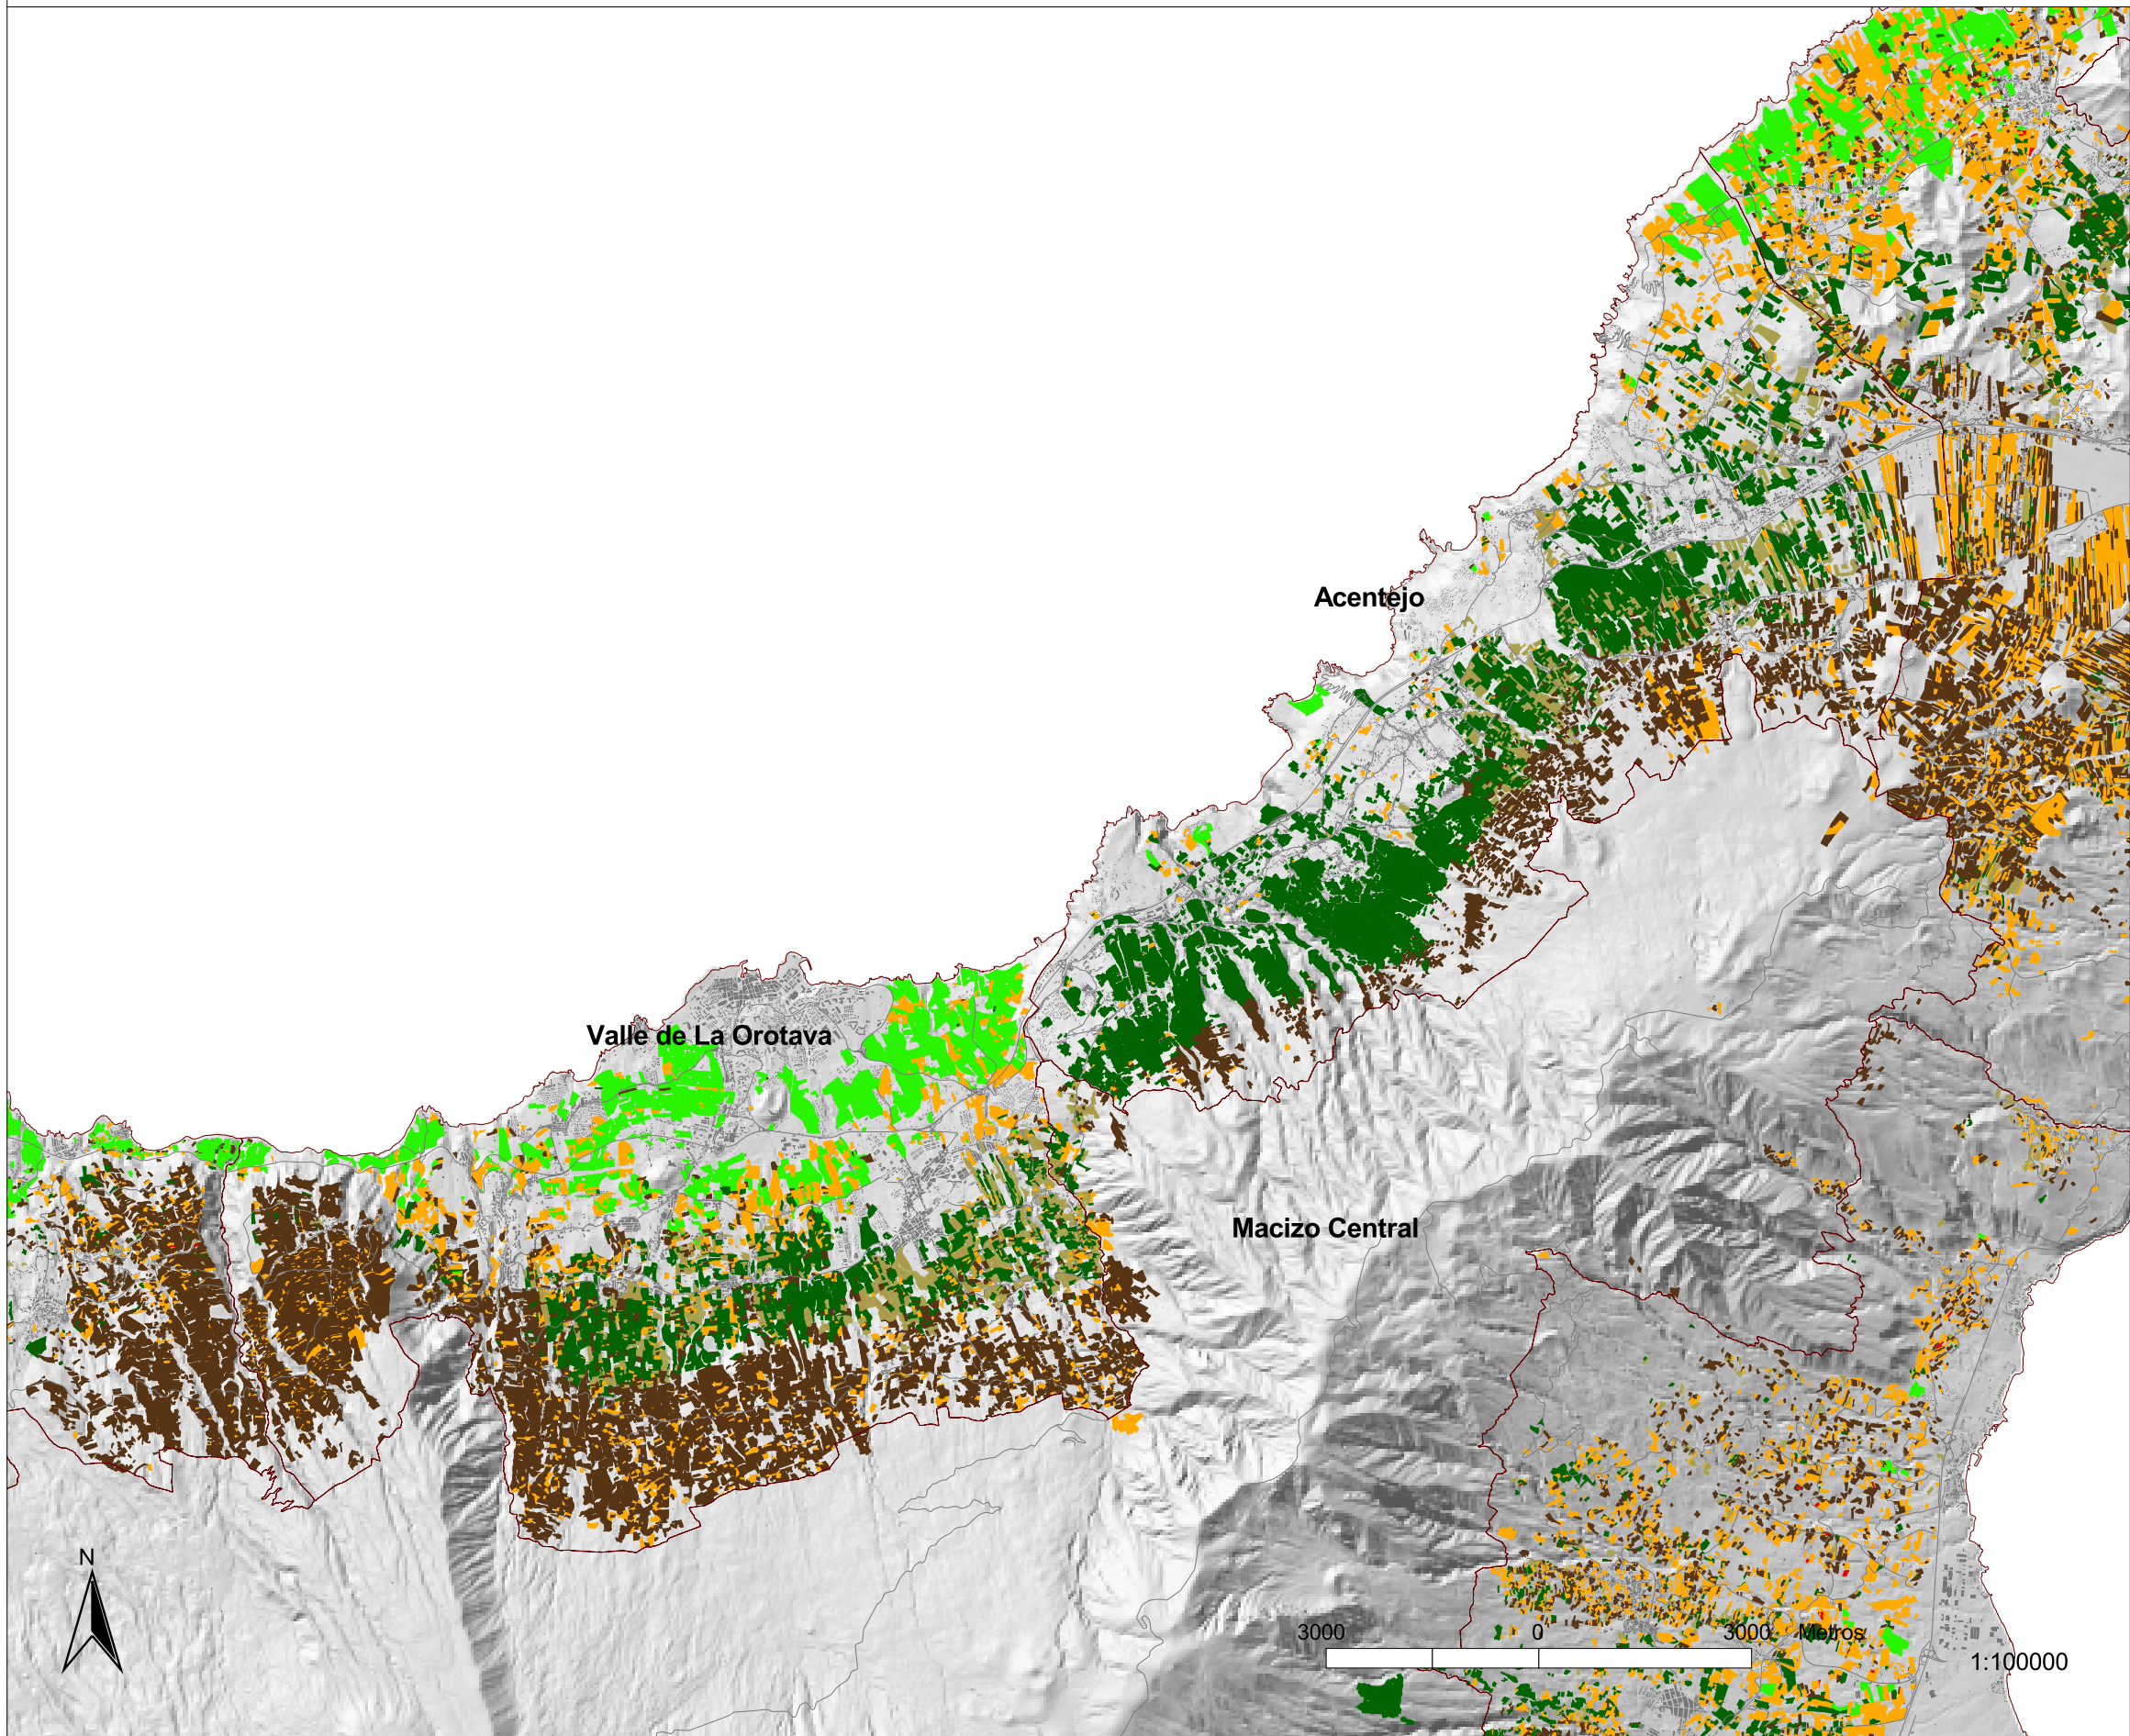 Acentejo
Valle de La Orotava
Macizo Central
N
3000 0 3000 Metros
1:100000